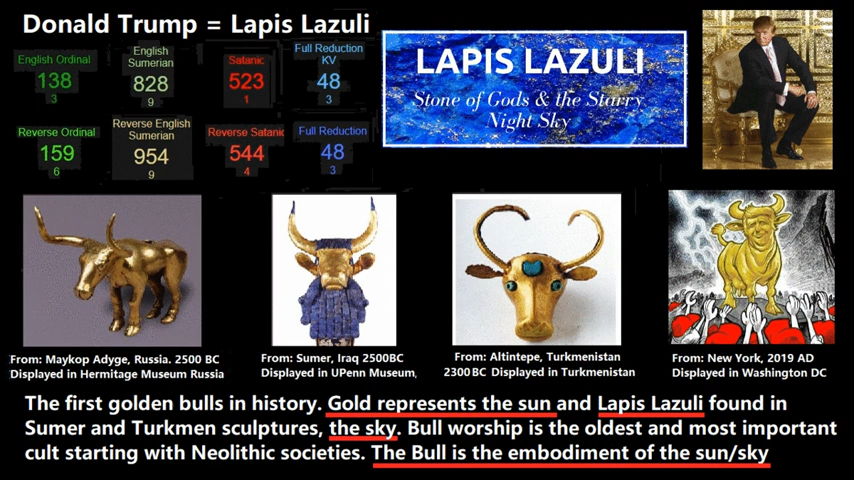 Donald Trump = Lapis Lazuli
English Ordinal
138
3
English
Sumerian
828
9
Satanic
523
1
Full Reduction
KV
48
3
Reverse Ordinal
159
6
Reverse English
Sumerian
954
9
Reverse Satanic
544
4
Full Reduction
48
3
LAPIS LAZULI
Stone of Gods & the Starry
Night Sky
From: Maykop Adyge, Russia. 2500 BC
Displayed in Hermitage Museum Russia
From: Sumer, Iraq 2500BC
Displayed in UPenn Museum,
From: Altintepe, Turkmenistan
2300 BC Displayed in Turkmenistan
From: New York, 2019 AD
Displayed in Washington DC
The first golden bulls in history. Gold represents the sun and Lapis Lazuli found in
Sumer and Turkmen sculptures, the sky. Bull worship is the oldest and most important
cult starting with Neolithic societies. The Bull is the embodiment of the sun/sky